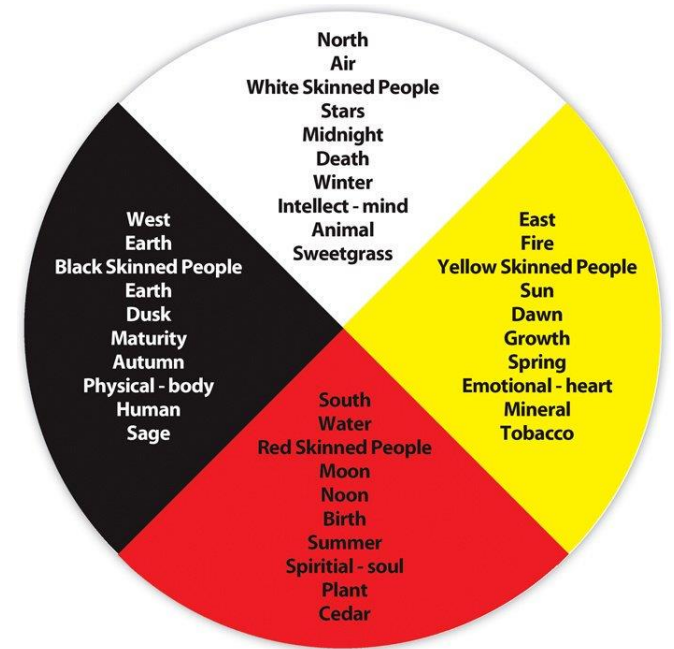 North
Air
White Skinned People
Stars
Midnight
Death
Winter
Intellect - mind
Animal
Sweetgrass
West
Earth
Black Skinned People
Earth
Dusk
Maturity
Autumn
Physical - body
Human
Sage
East
Fire
Yellow Skinned People
Sun
Dawn
Growth
Spring
Emotional - heart
Mineral
Tobacco
South
Water
Red Skinned People
Moon
Noon
Birth
Summer
Spiritial - soul
Plant
Cedar